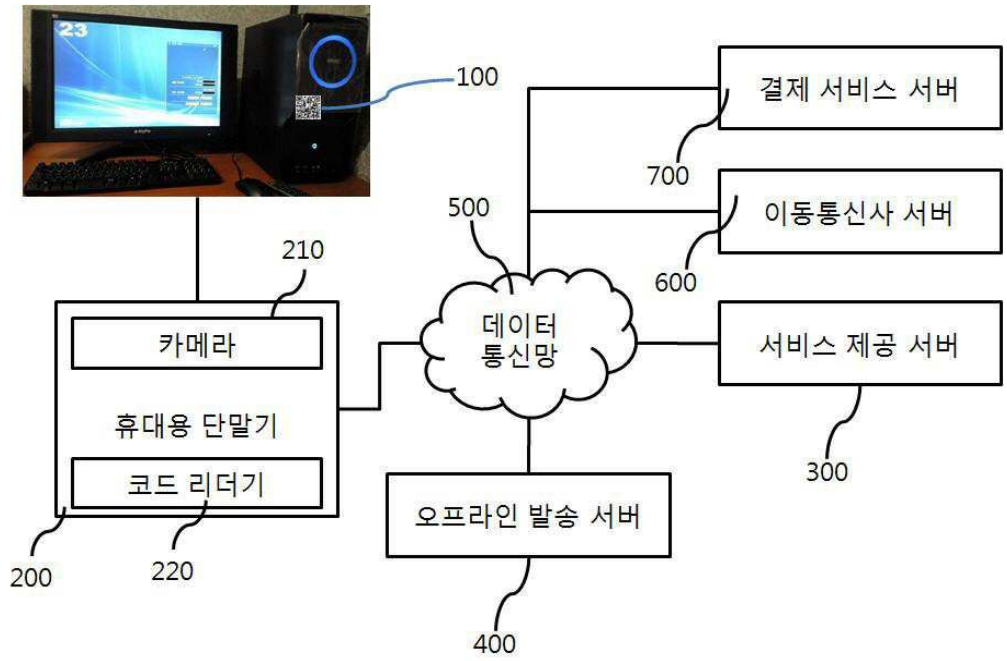 23
100
결제 서비스 서버
700
500
이동통신사 서버
210
600
카메라
데이터
통신망
서비스 제공 서버
휴대용 단말기
300
코드 리더기
오프라인 발송 서버
200
220
400